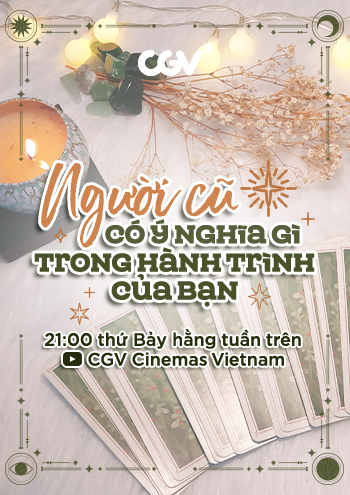 CGV
Người cũ
CÓ Ý NGHĨA GÌ
TRONG HÀNH TRÌNH
CỦA BẠN
21:00 thứ Bảy hằng tuần trên
CGV Cinemas Vietnam